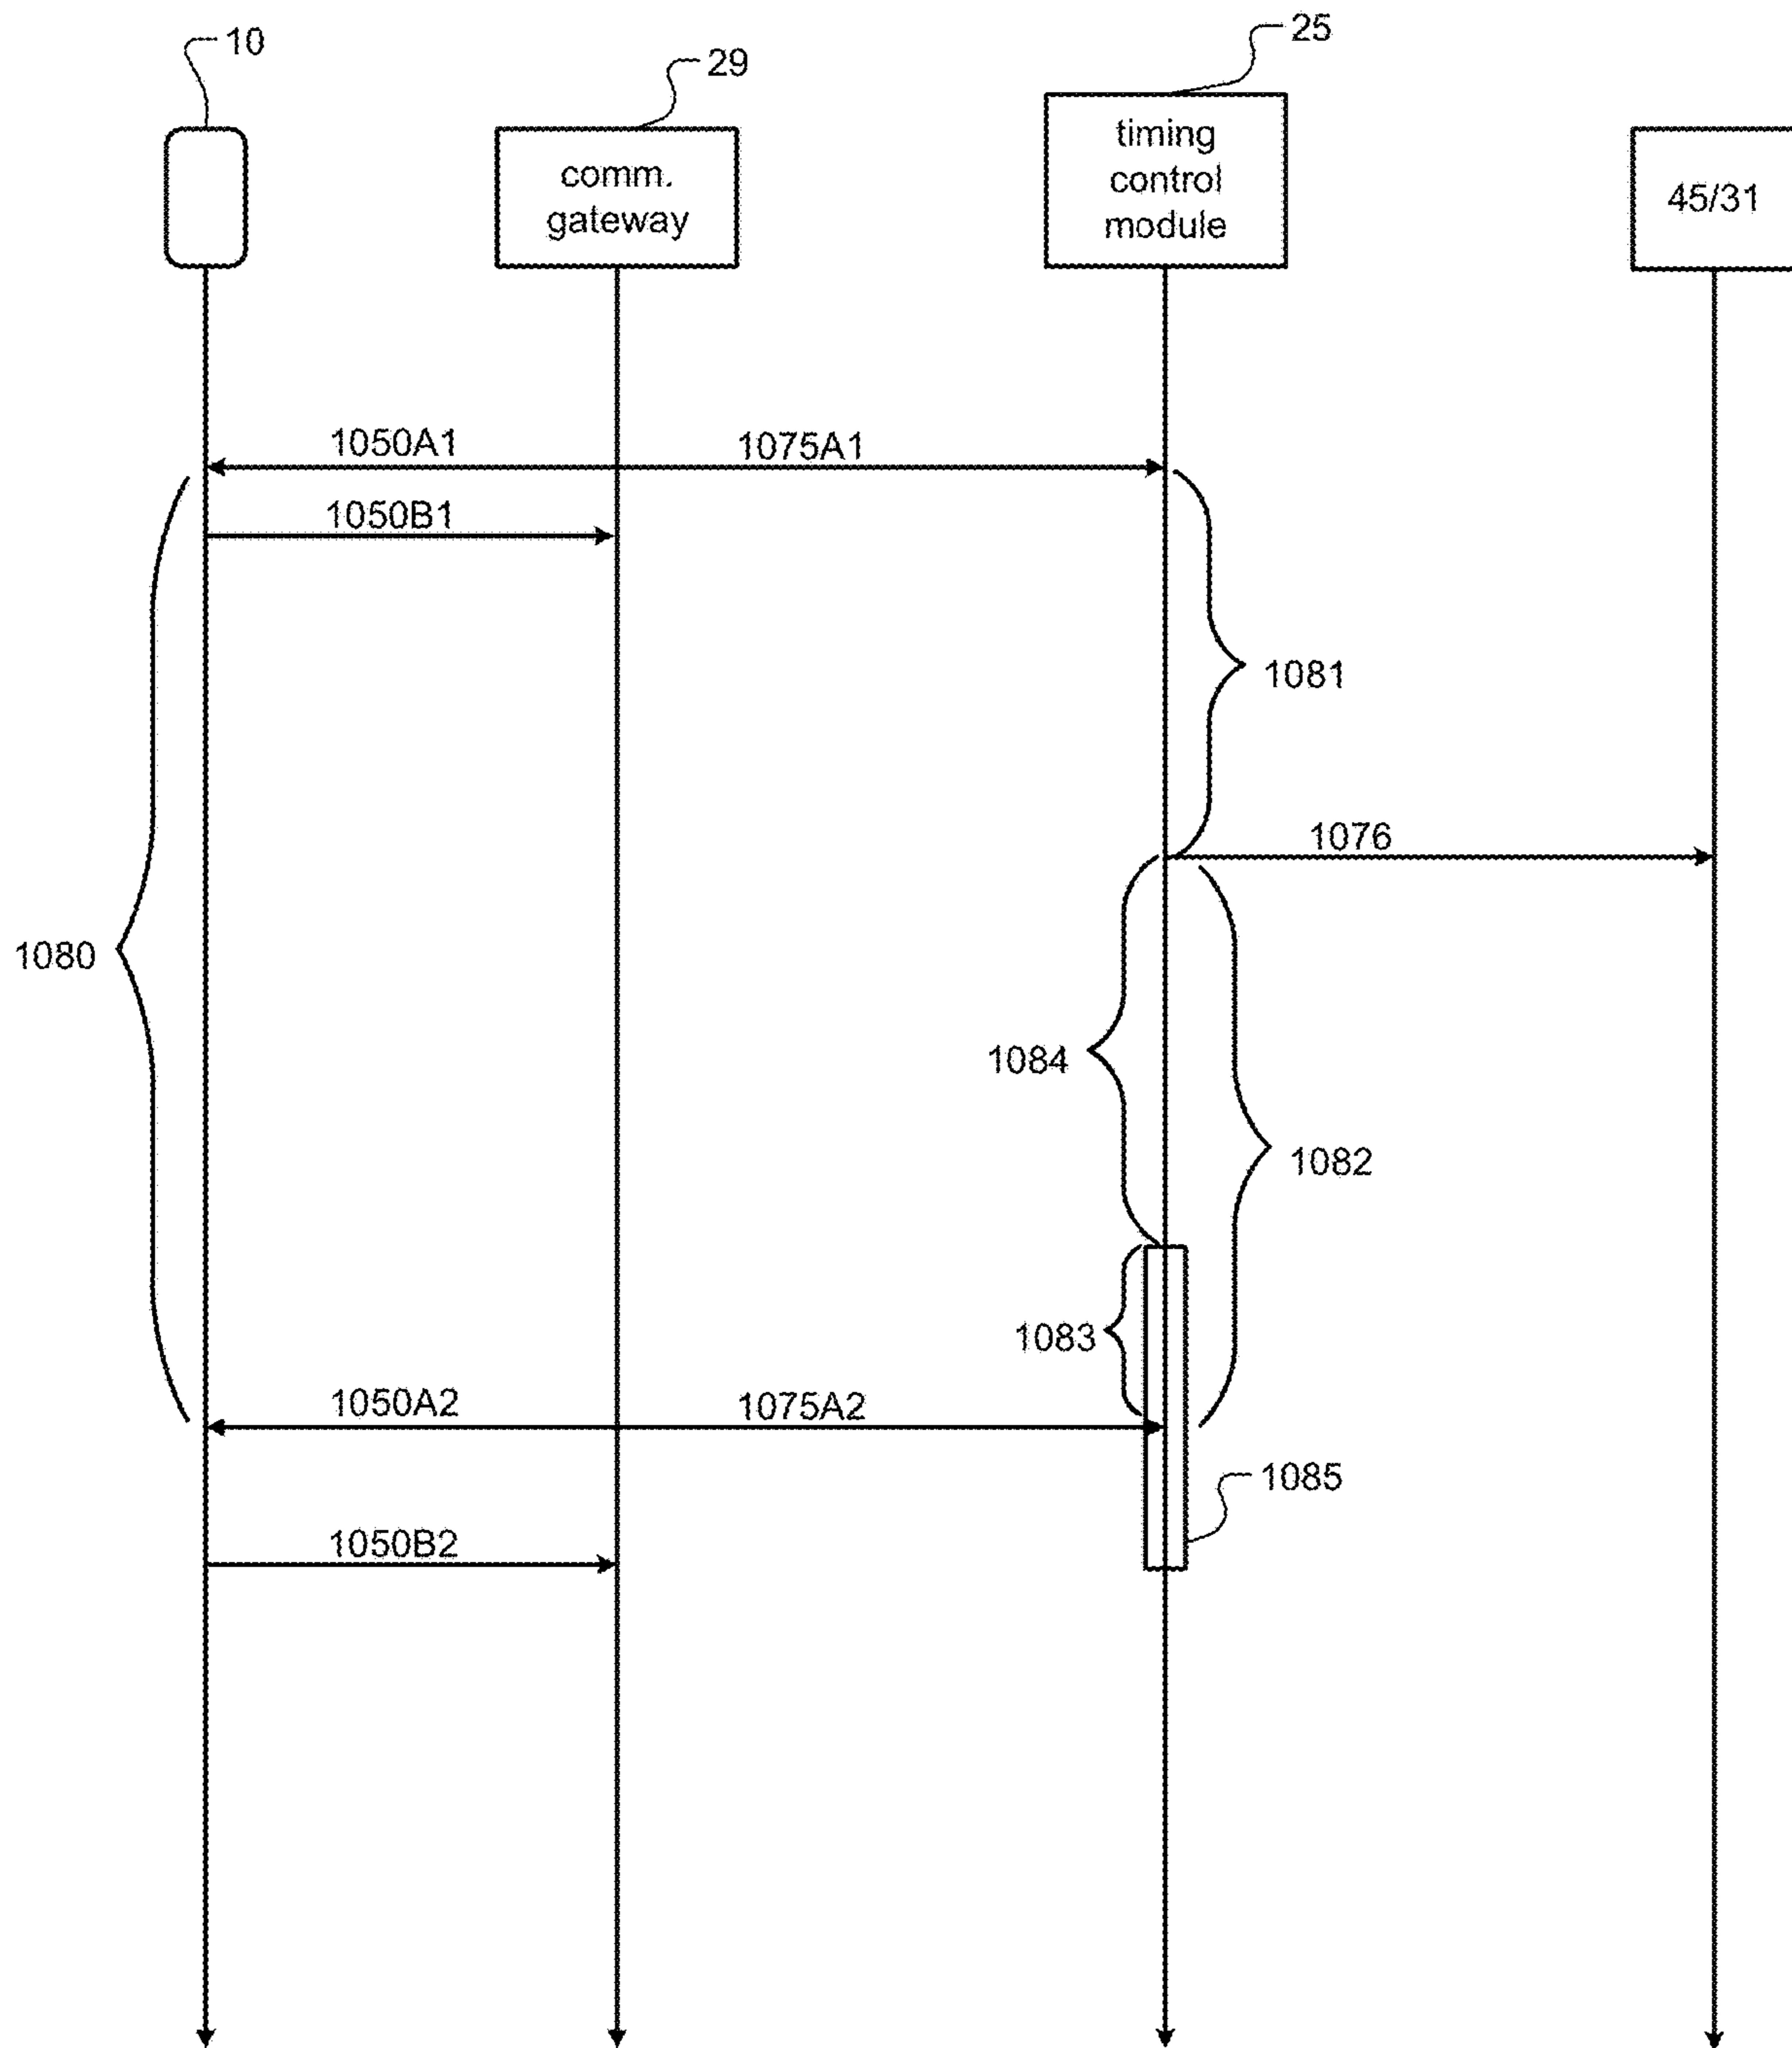 10
29
25
comm.
gateway
timing
control
module
45/31
1050A1
1075A1
1050B1
1081
1076
1080
1084
1082
1083
1050A2
1075A2
1085
1050B2